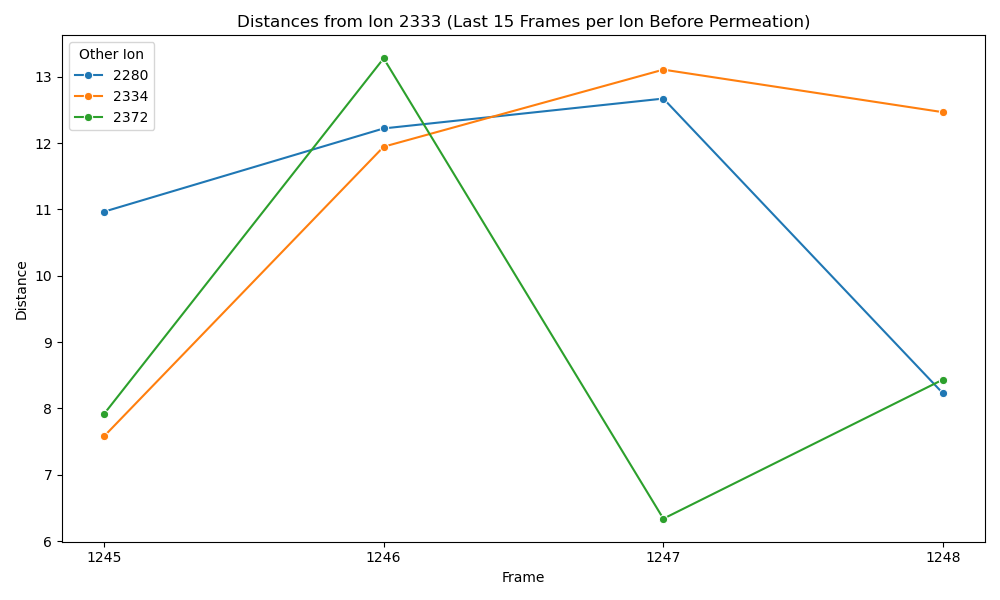 Distances from Ion 2333 (Last 15 Frames per Ion Before Permeation)
Other Ion
2280
2334
2372
Distance
13
12
11
10
9
8
7
6
1245 1246 1247 1248
Frame